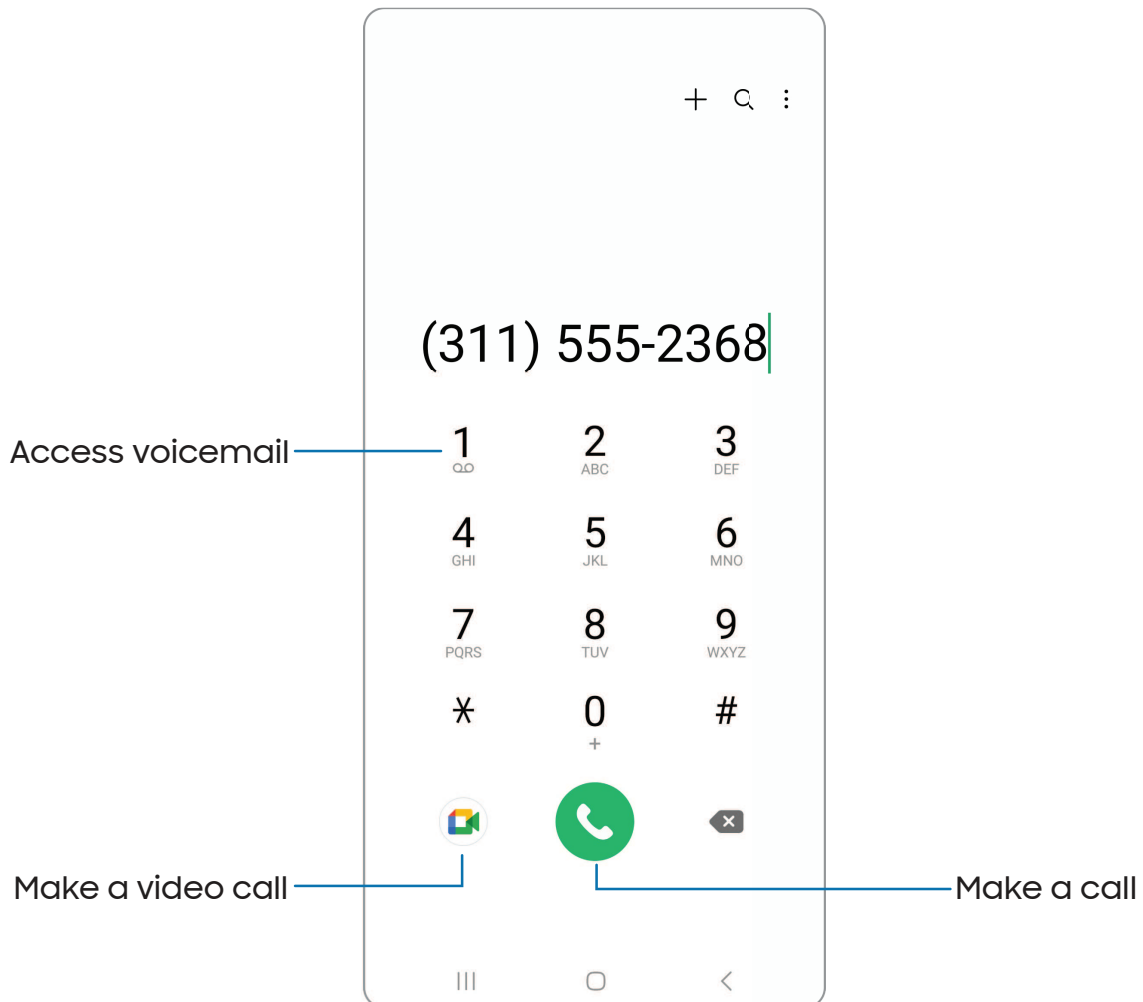 (311) 555-2368
Access voicemail
1 2 3
ABC DEF
4 5 6
GHI JKL MNO
7 8 9
PQRS TUV WXYZ
* 0 #
+
Make a video call
Make a call